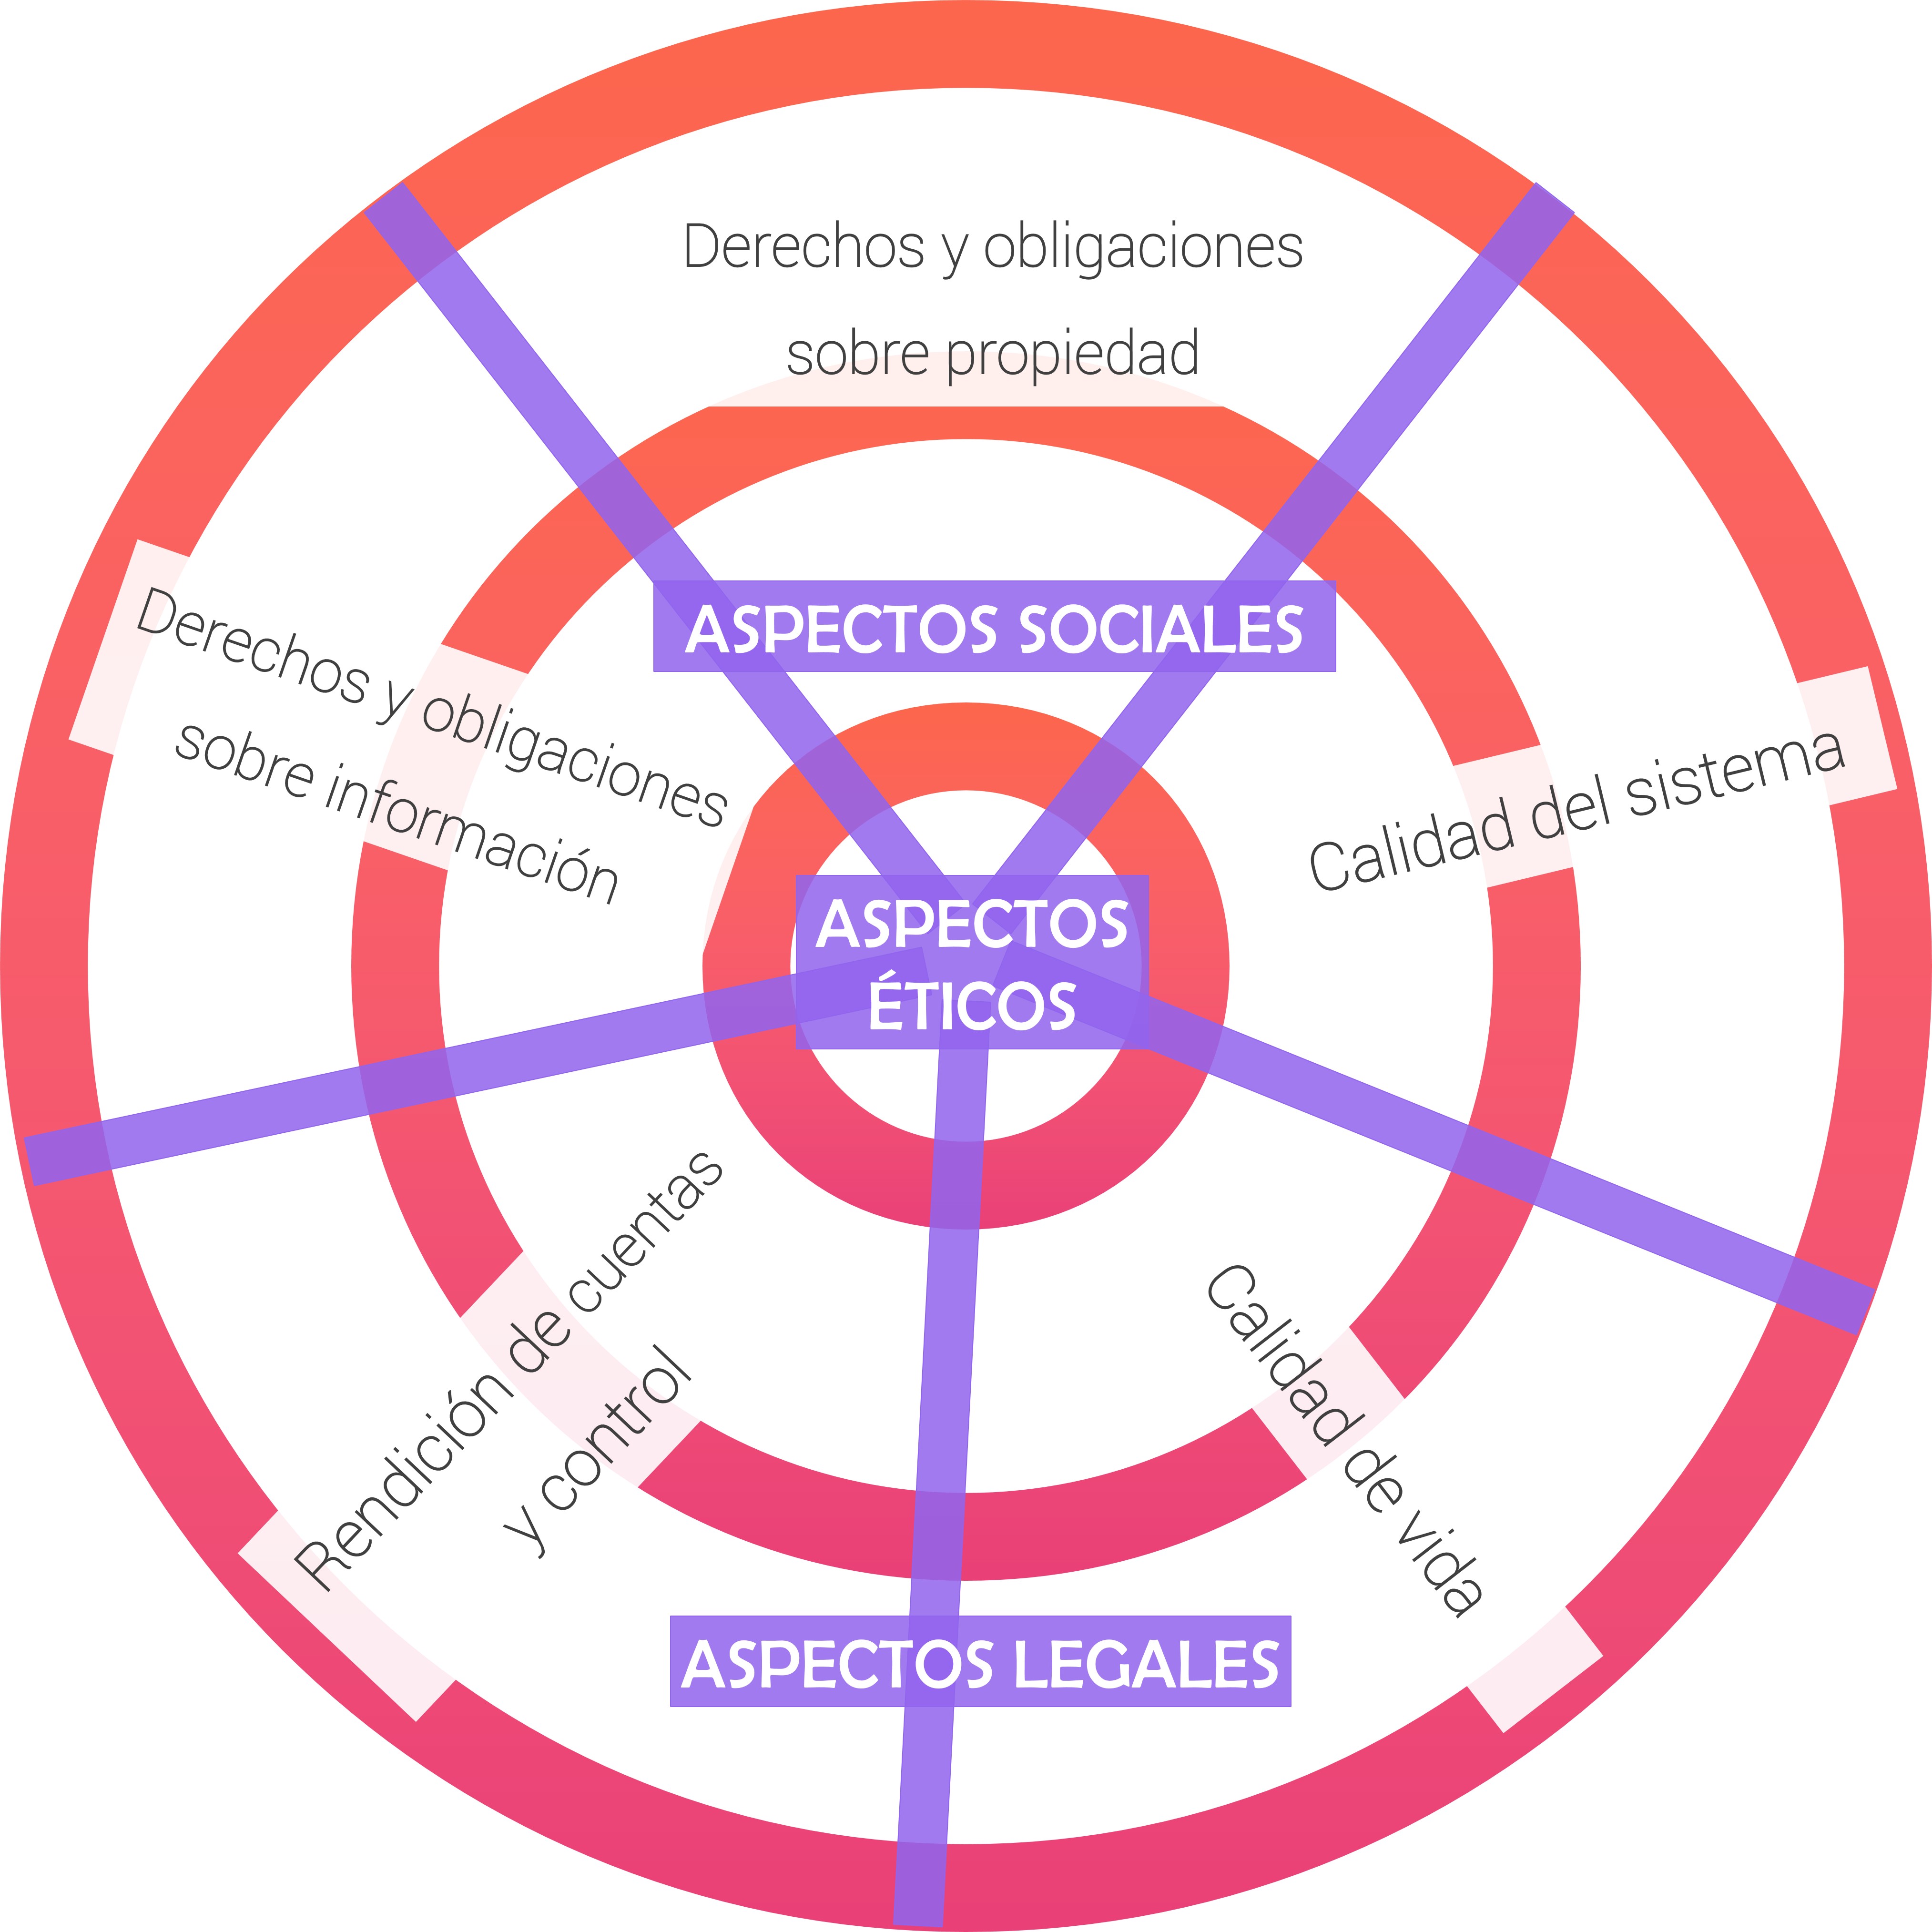 Derechos y obligaciones
sobre propiedad
ASPECTOS SOCIALES
Derechos y obligaciones
sobre información
Calidad del sistema
ASPECTOS
ÉTICOS
Rendición de cuentas
y control
Calidad de vida
ASPECTOS LEGALES